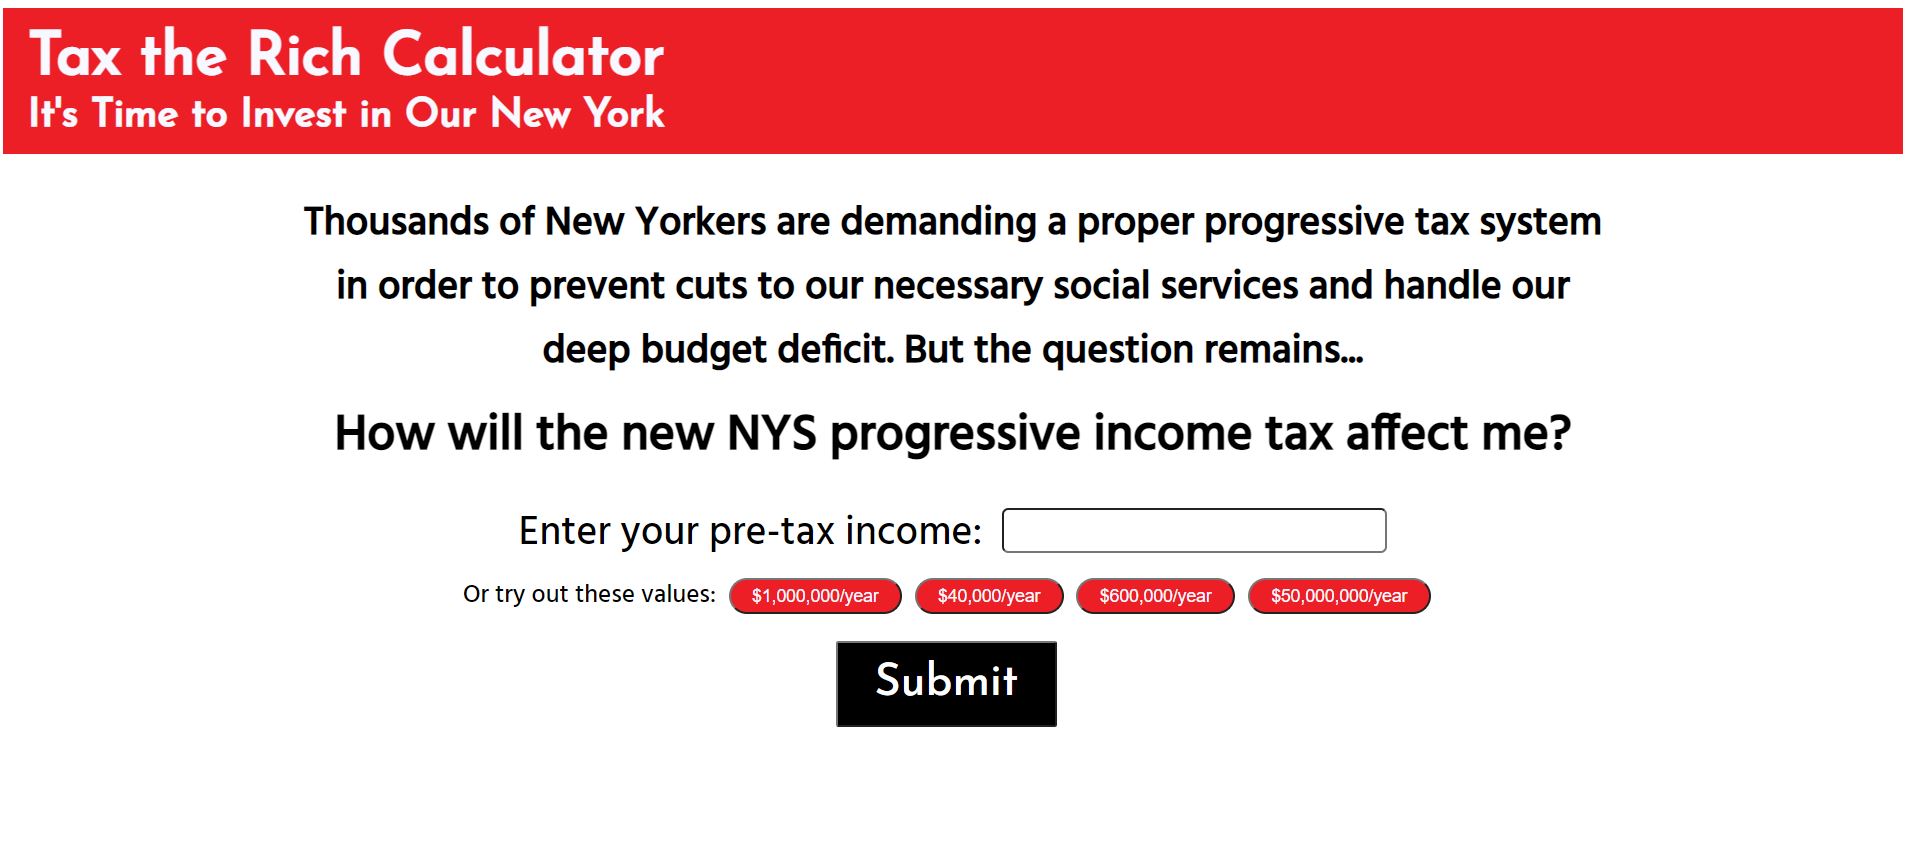 Tax the Rich Calculator
It's Time to Invest in Our New York
Thousands of New Yorkers are demanding a proper progressive tax system
in order to prevent cuts to our necessary social services and handle our
deep budget deficit. But the question remains...
How will the new NYS progressive income tax affect me?
Enter your pre-tax income:
Or try out these values: $1,000,000/year $40,000/year $600,000/year $50,000,000/year
Submit